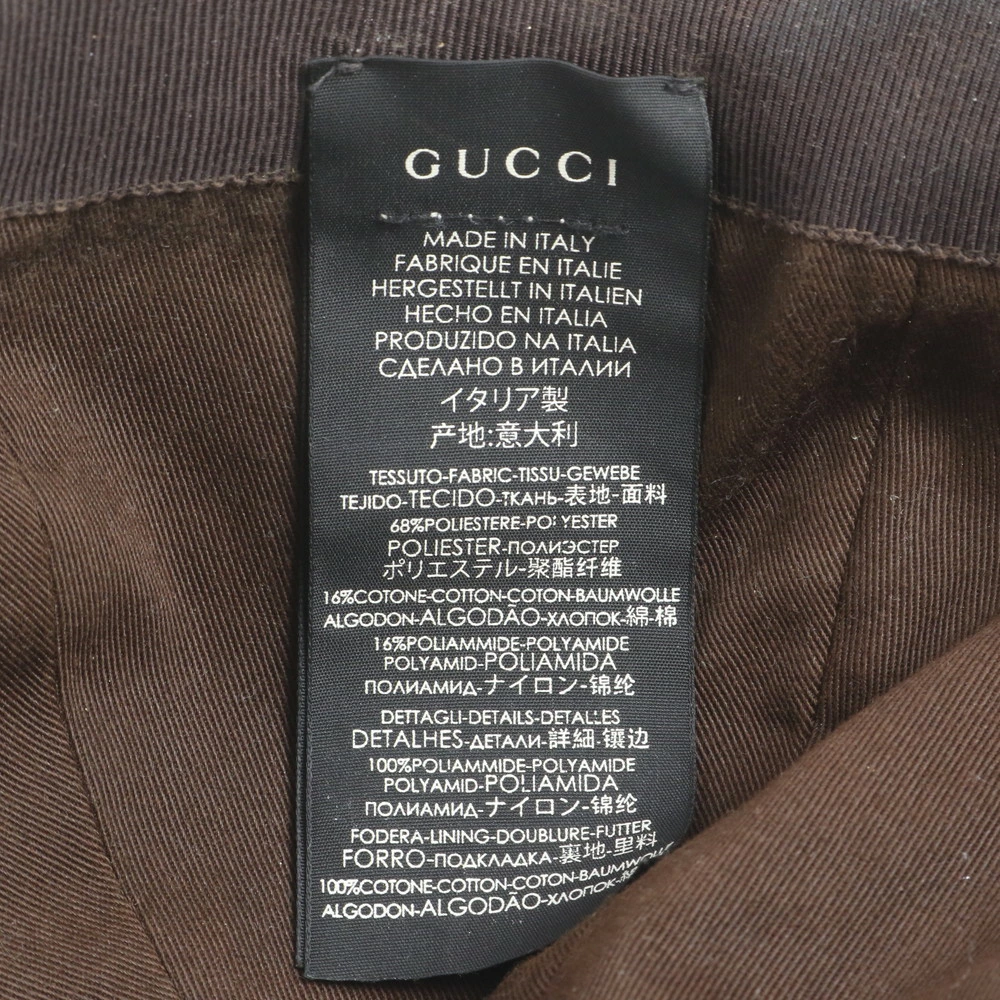 GUCCI
MADE IN ITALY
FABRIQUE EN ITALIE
HERGESTELLT IN ITALIEN
HECHO EN ITALIA
PRODUZIDO NA ITALIA
СДЕЛАНО В ИТАЛИИ
イタリア製
产地:意大利
TESSUTO-FABRIC-TISSU-GEWEBE
TEJIDO-TECIDO-ТКАНЬ-表地-面料
68%POLIESTERE-POLYESTER
POLIESTER-ПОЛИЭСТЕР
ポリエステル-聚酯纤维
16%COTONE-COTTON-COTON-BAUMWOLLE
ALGODON-ALGODÃO-ХЛОПОК-綿-棉
16%POLIAMMIDE-POLYAMIDE
POLYAMID-POLIAMIDA
ПОЛИАМИД-ナイロン-锦纶
DETTAGLI-DETAILS-DETALLES
DETALHES-ДЕТАЛИ-詳細-镶边
100%POLIAMMIDE-POLYAMIDE
POLYAMID-POLIAMIDA
ПОЛИАМИД-ナイロン-锦纶
FODERA-LINING-DOUBLURE-FUTTER
FORRO-ПОДКЛАДКА-裏地-里料
100%COTONE-COTTON-COTON-BAUMWOLL
ALGODON-ALGODÃO-ХЛОПОК-